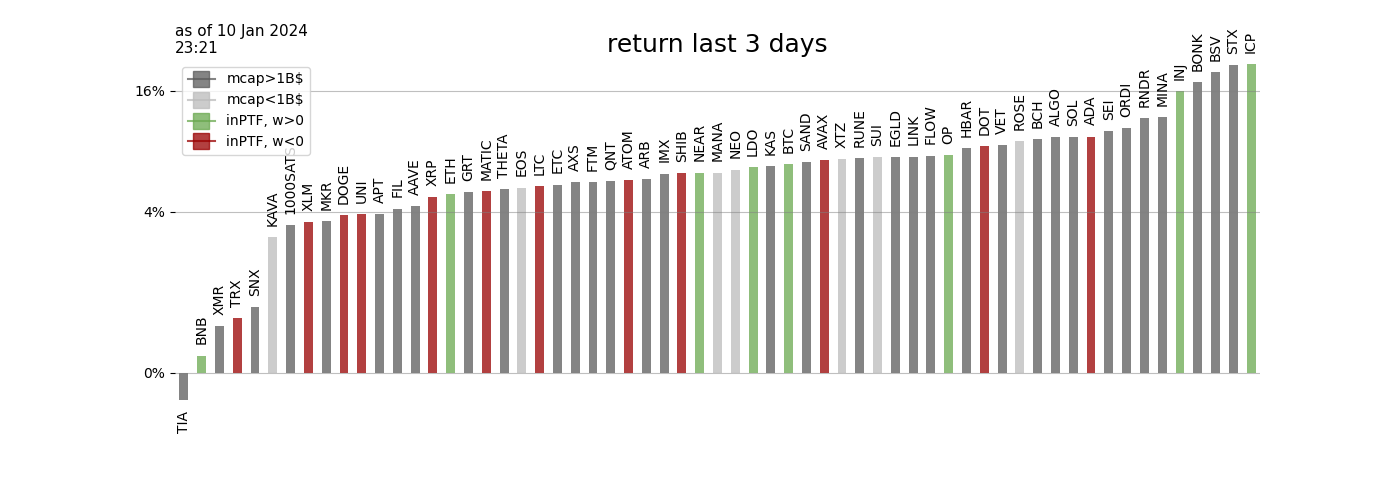 as of 10 Jan 2024
23:21
return last 3 days
mcap>1B$
mcap<1B$
inPTF, w>0
inPTF, w<0
16%
4%
0%
TIA
BNB
XMR
TRX
SNX
KAVA
1000SATS
XLM
MKR
DOGE
UNI
APT
FIL
AAVE
XRP
ETH
GRT
MATIC
THETA
EOS
LTC
ETC
AXS
FTM
QNT
ATOM
ARB
IMX
SHIB
NEAR
MANA
NEO
LDO
KAS
BTC
SAND
AVAX
XTZ
RUNE
SUI
EGLD
LINK
FLOW
OP
HBAR
DOT
VET
ROSE
BCH
ALGO
SOL
ADA
SEI
ORDI
RNDR
MINA
INJ
BONK
BSV
STX
ICP